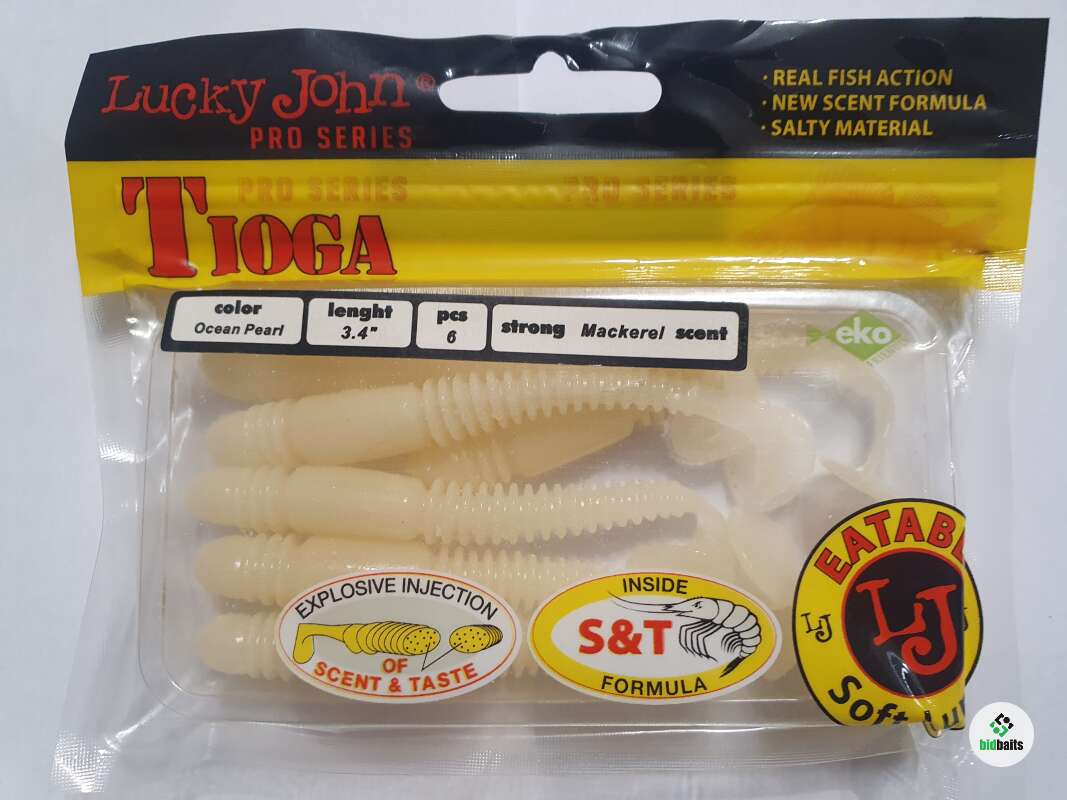 Lucky John®
PRO SERIES
· REAL FISH ACTION
· NEW SCENT FORMULA
· SALTY MATERIAL
PRO SERIES PRO SERIES
TIOGA
color
Ocean Pearl
lenght
3.4"
pcs
6
strong Mackerel scent
eko
EXPLOSIVE INJECTION
OF
SCENT & TASTE
INSIDE
S&T
FORMULA
EATABL
LJ
LJ
Soft Lu
bidbaits